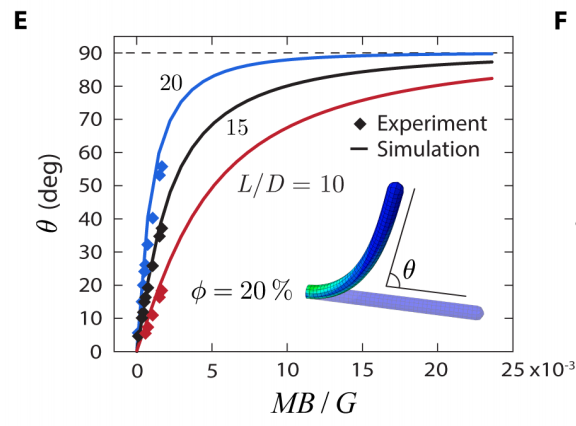 E
F
90
80
70
60
50
40
30
20
10
0
θ (deg)
20
15
L/D = 10
◆ Experiment
— Simulation
ϕ = 20 %
θ
0 5 10 15 20 25 x10⁻³
MB / G